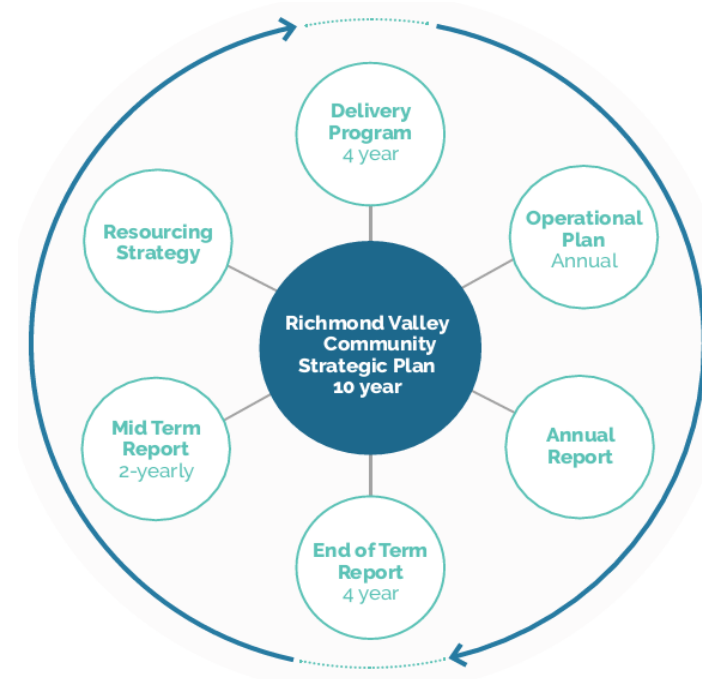 Delivery
Program
4 year
Operational
Plan
Annual
Resourcing
Strategy
Richmond Valley
Community
Strategic Plan
10 year
Mid Term
Report
2-yearly
Annual
Report
End of Term
Report
4 year